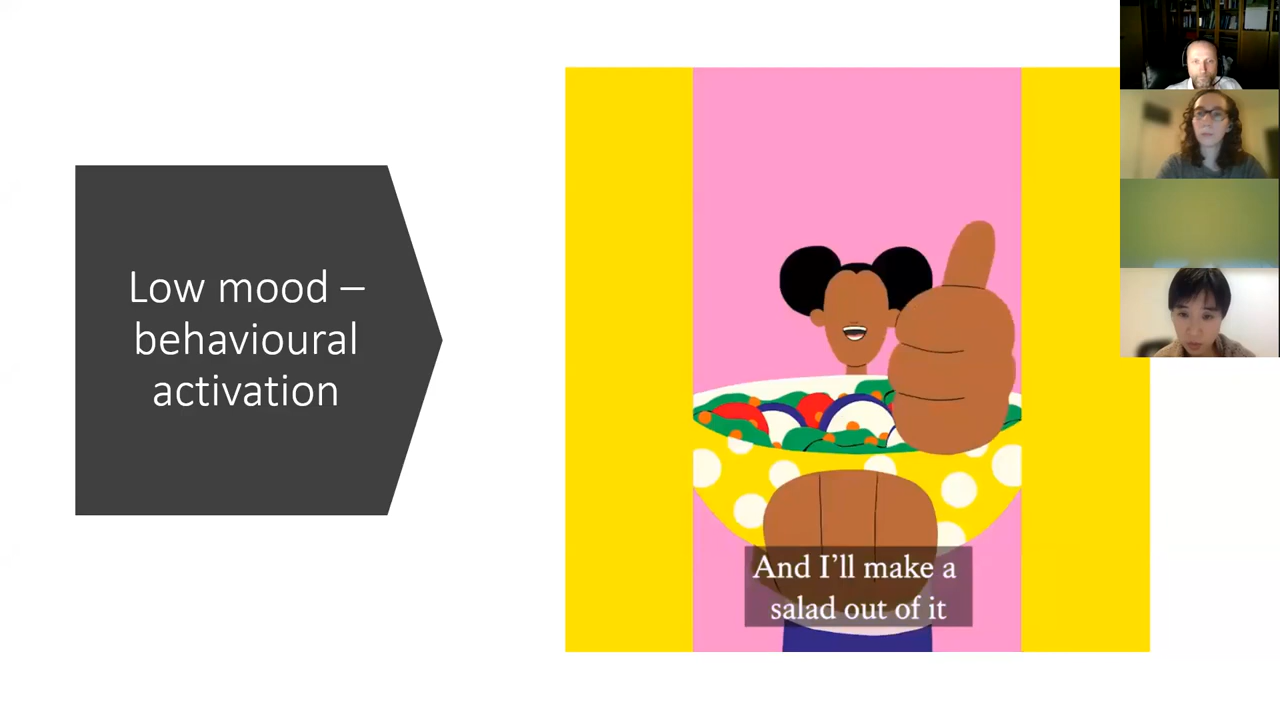 Low mood –
behavioural
activation
And I'll make a
salad out of it